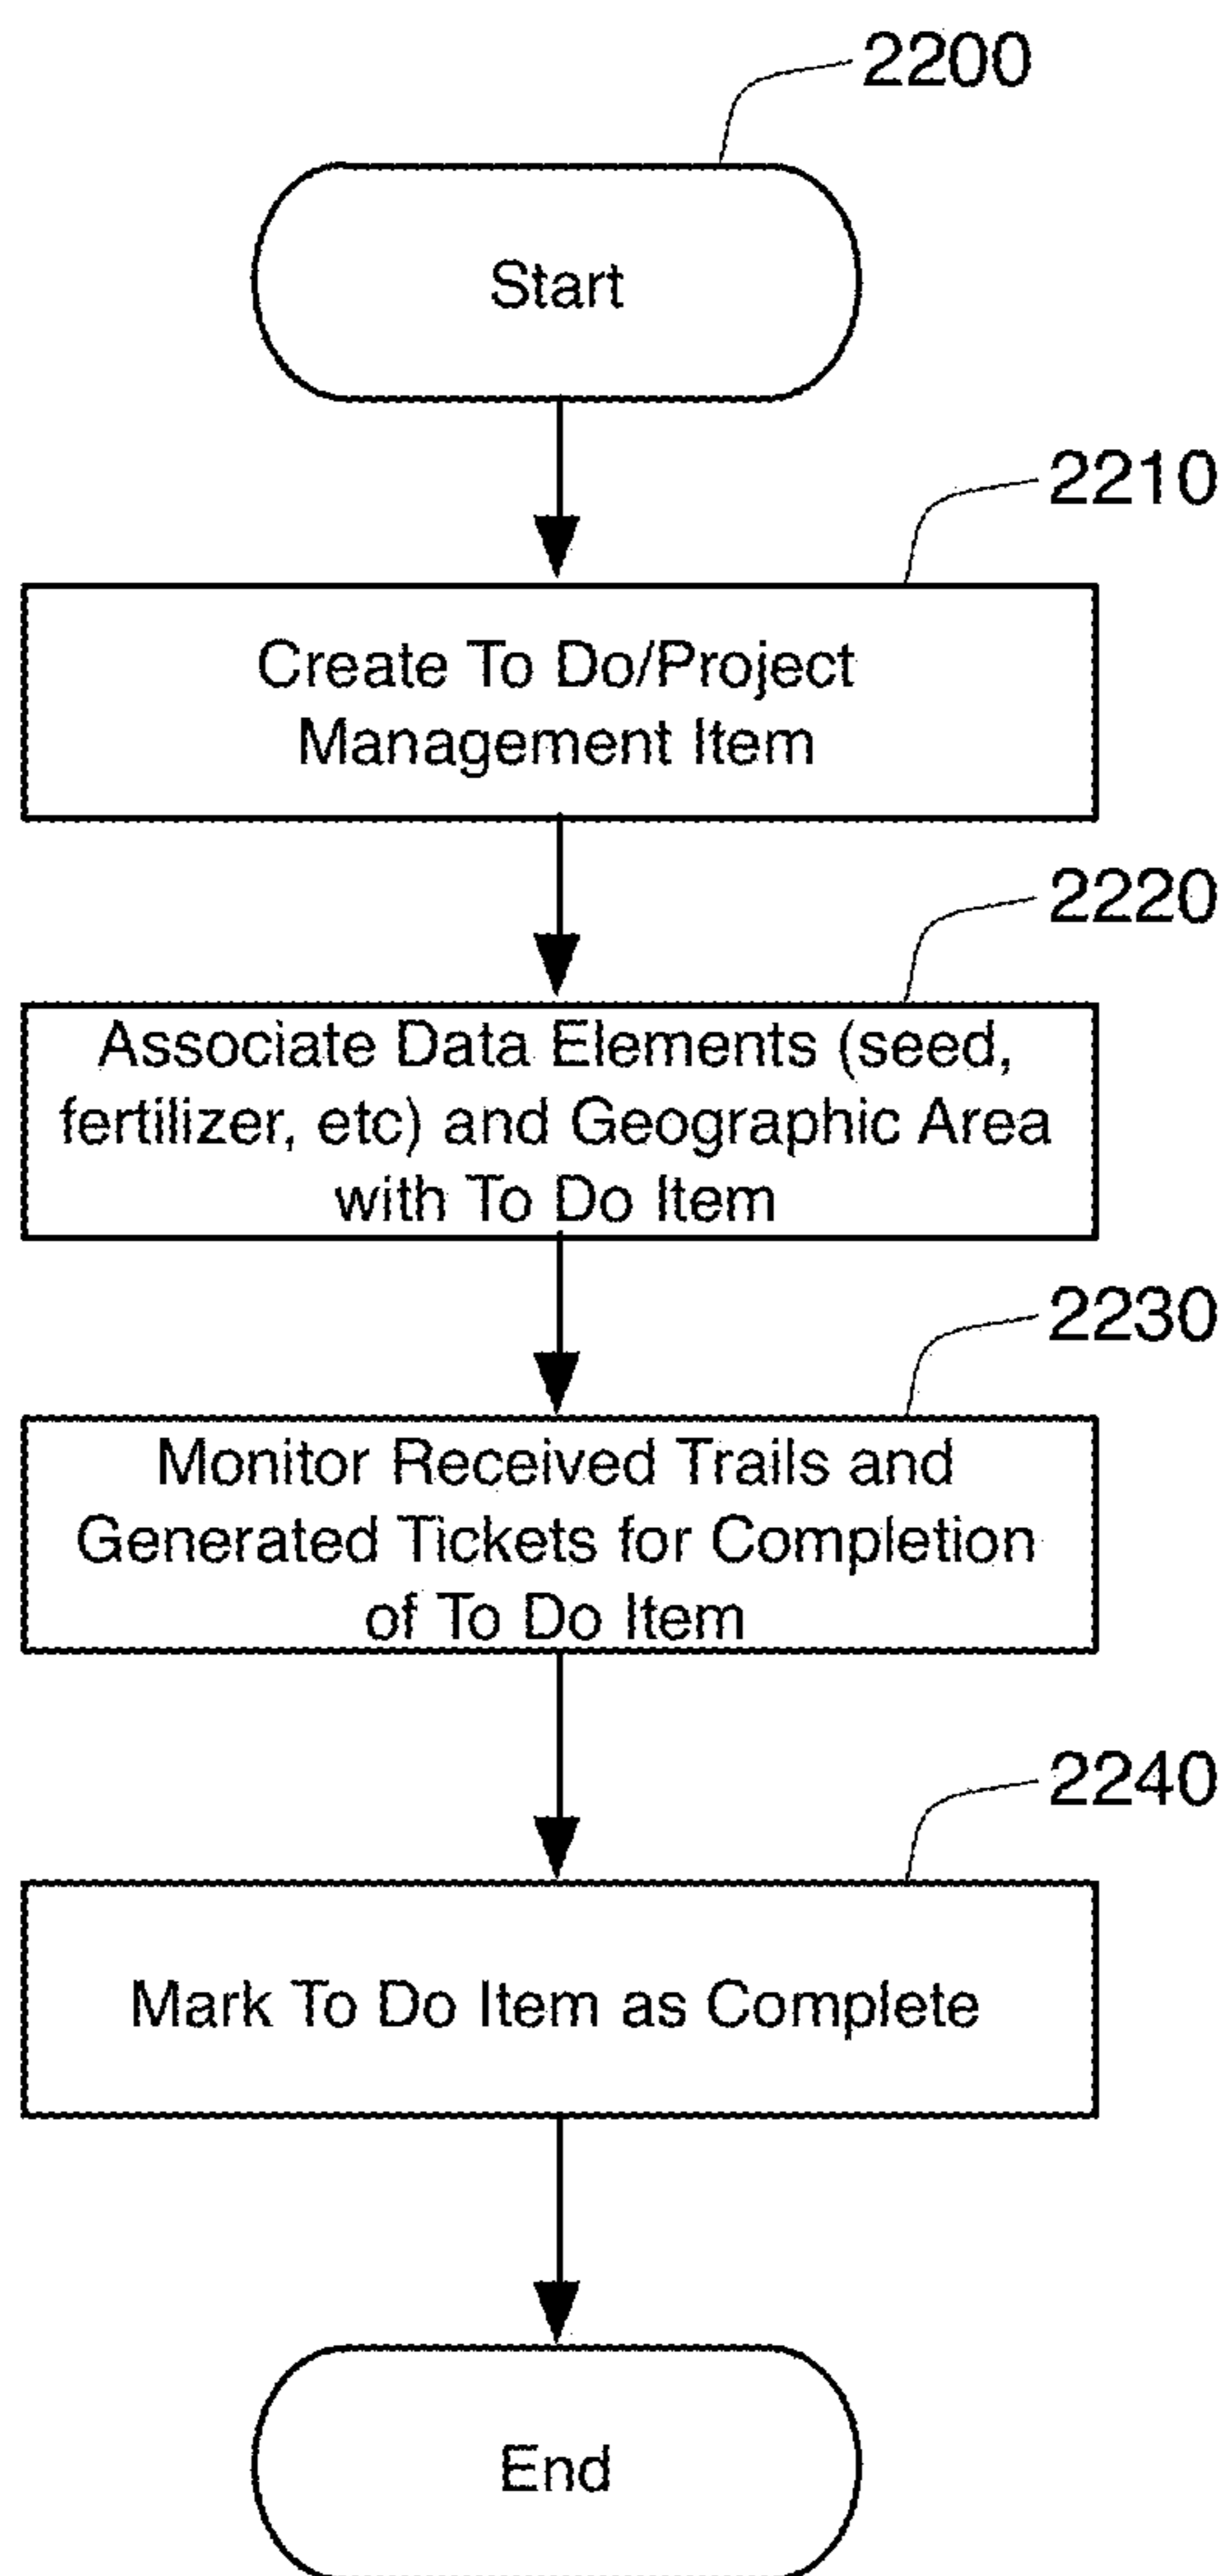 2200
Start
2210
Create To Do/Project
Management Item
2220
Associate Data Elements (seed,
fertilizer, etc) and Geographic Area
with To Do Item
2230
Monitor Received Trails and
Generated Tickets for Completion
of To Do Item
2240
Mark To Do Item as Complete
End